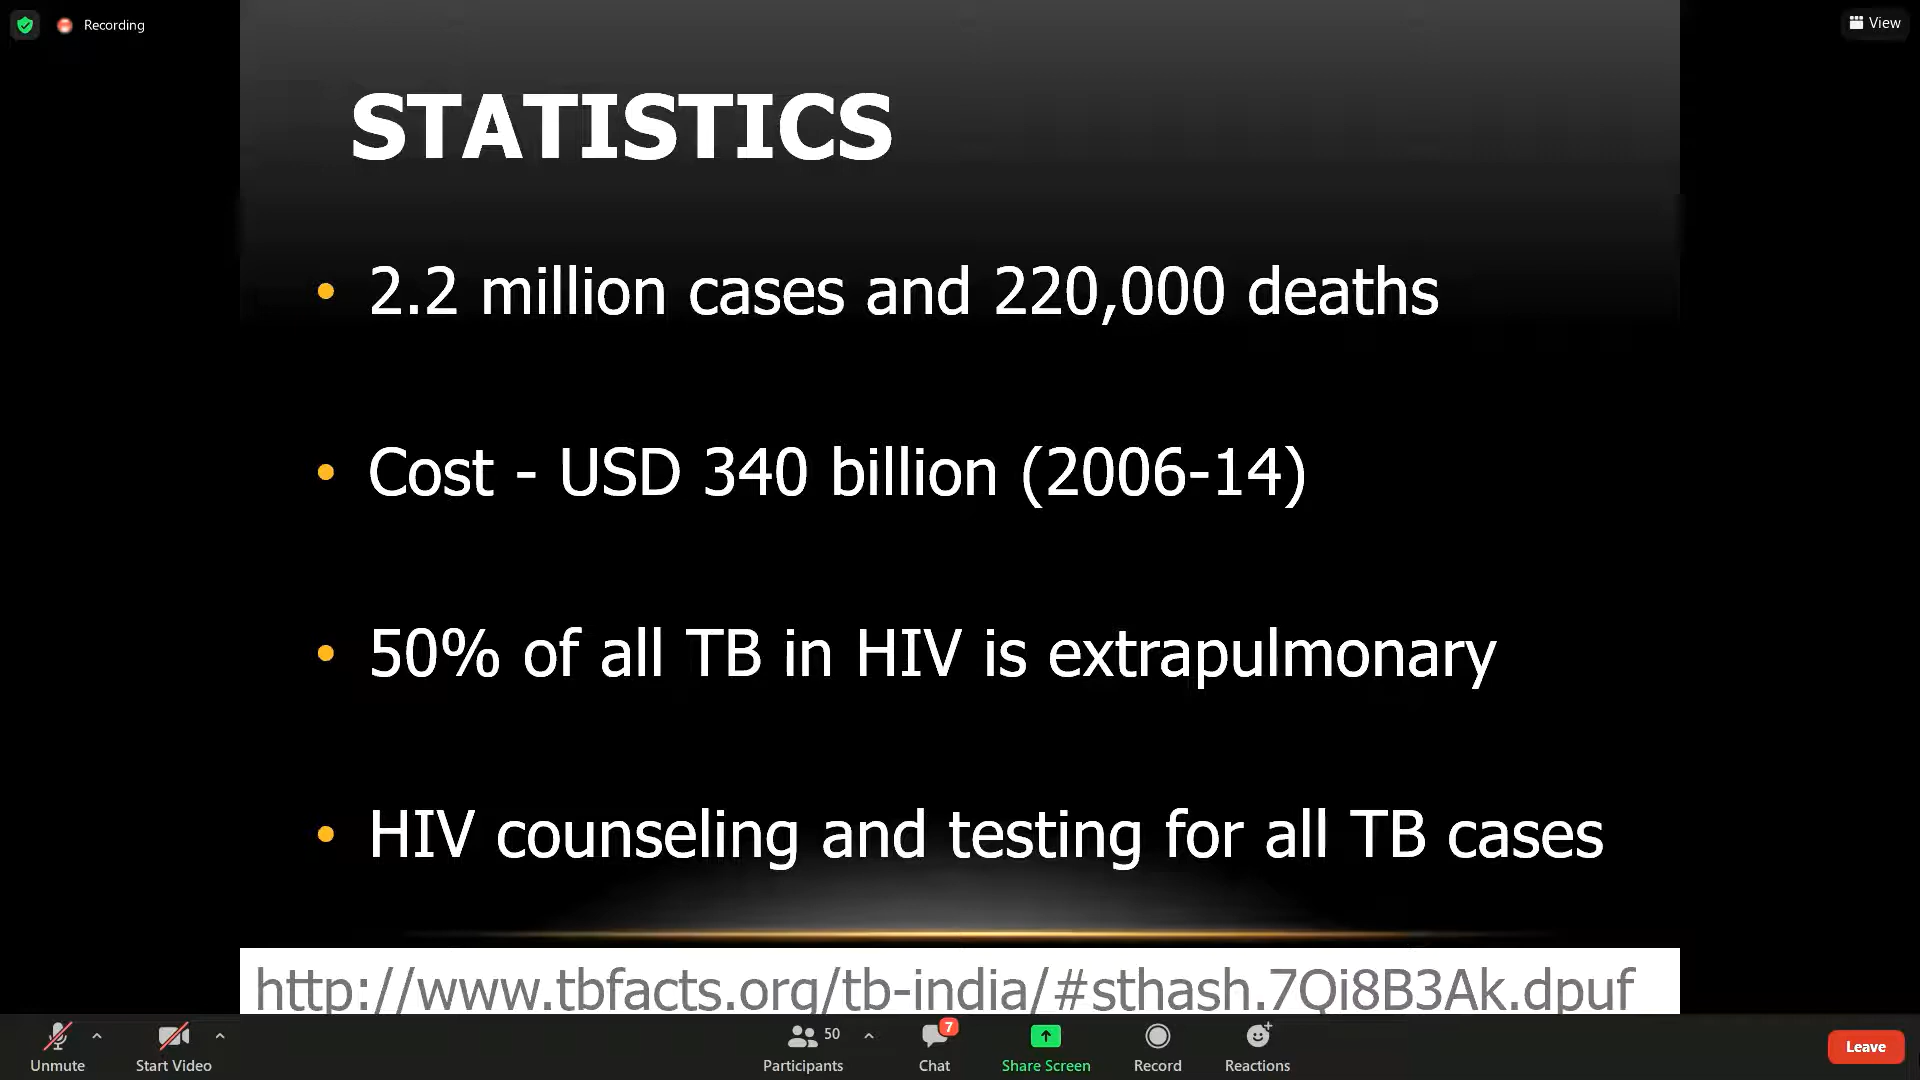 Recording
View
STATISTICS
• 2.2 million cases and 220,000 deaths
• Cost - USD 340 billion (2006-14)
• 50% of all TB in HIV is extrapulmonary
• HIV counseling and testing for all TB cases
http://www.tbfacts.org/tb-india/#sthash.7Qi8B3Ak.dpuf
50
7
Unmute
Start Video
Participants
Chat
Share Screen
Record
Reactions
Leave